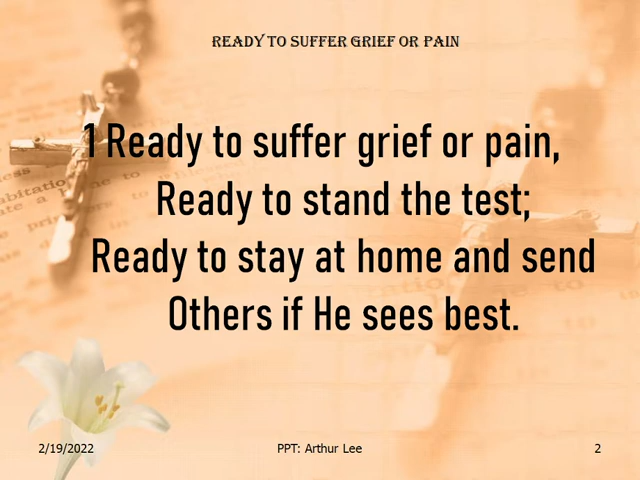 READY TO SUFFER GRIEF OR PAIN
1 Ready to suffer grief or pain,
Ready to stand the test;
Ready to stay at home and send
Others if He sees best.
2/19/2022
PPT: Arthur Lee
2